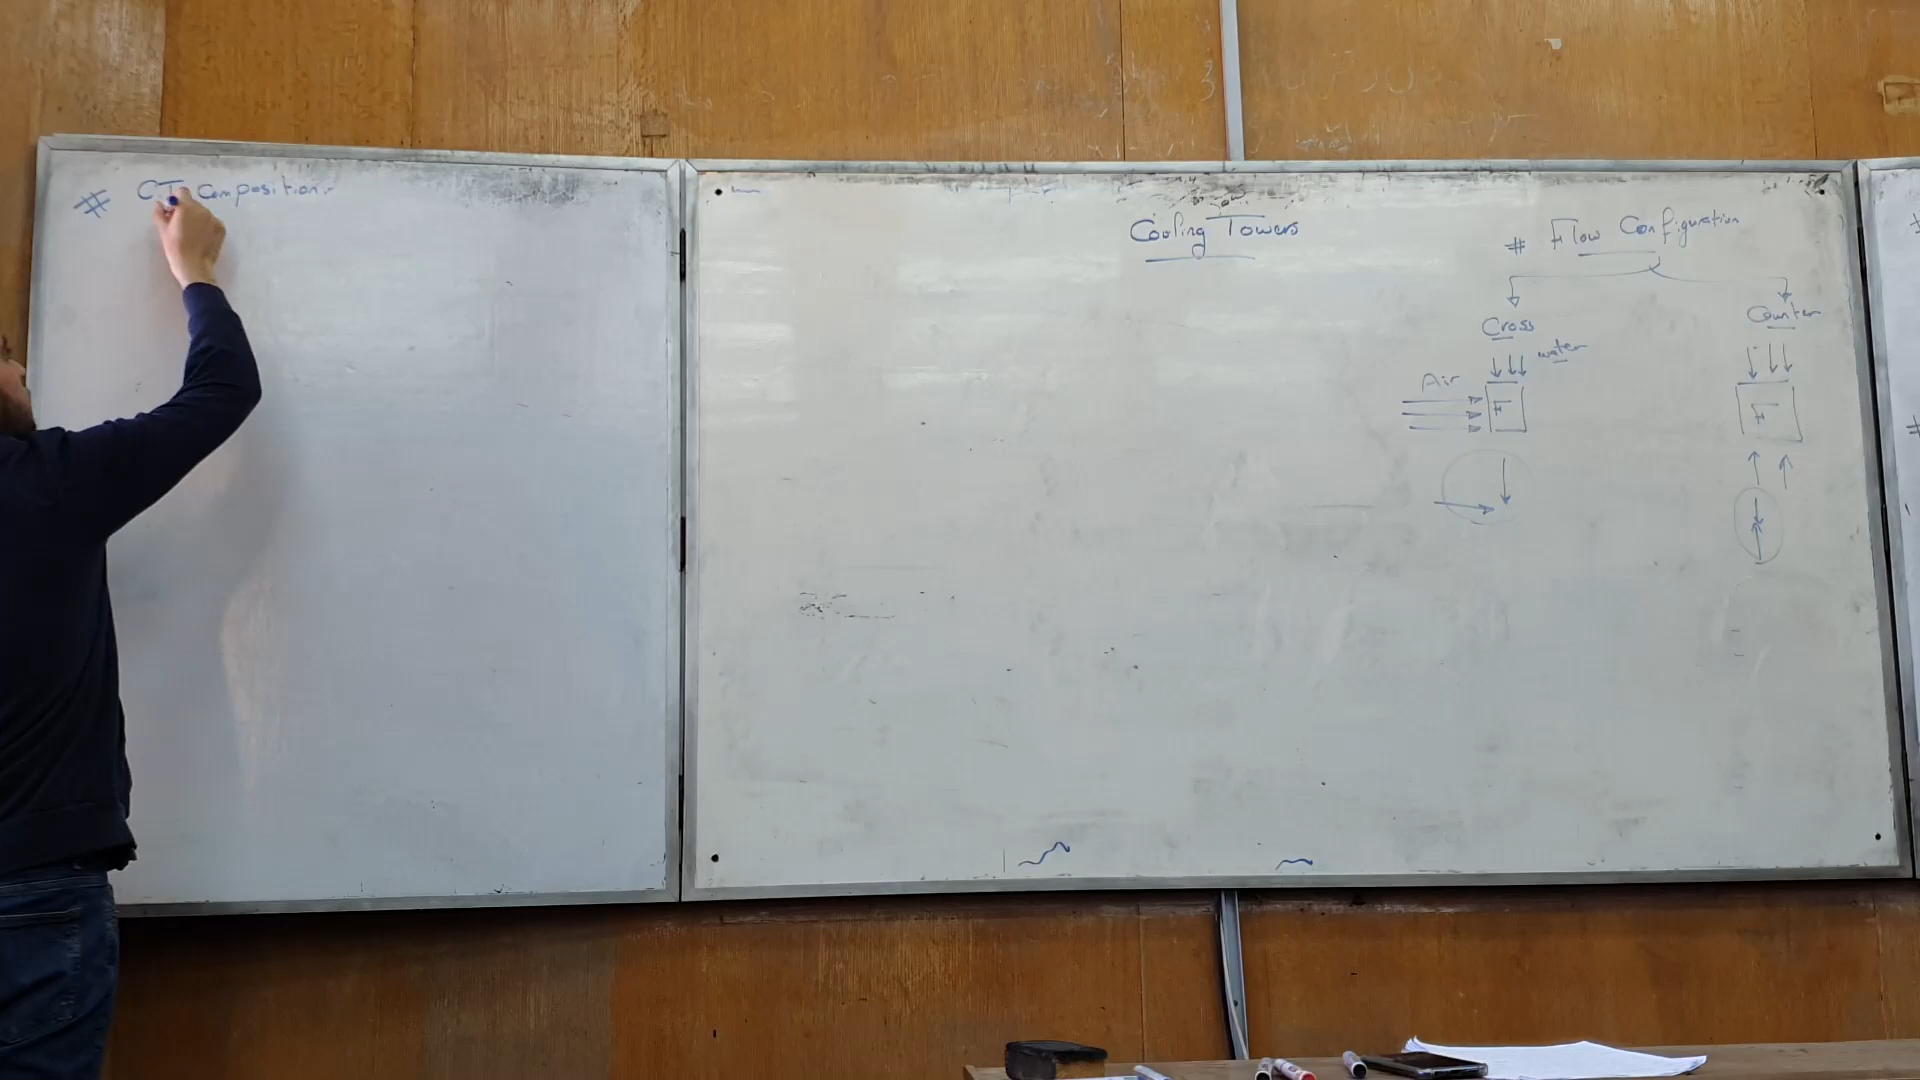 # CT Composition:-
Cooling Towers
# Flow Configuration
Cross
Counter
water
Air
F
F